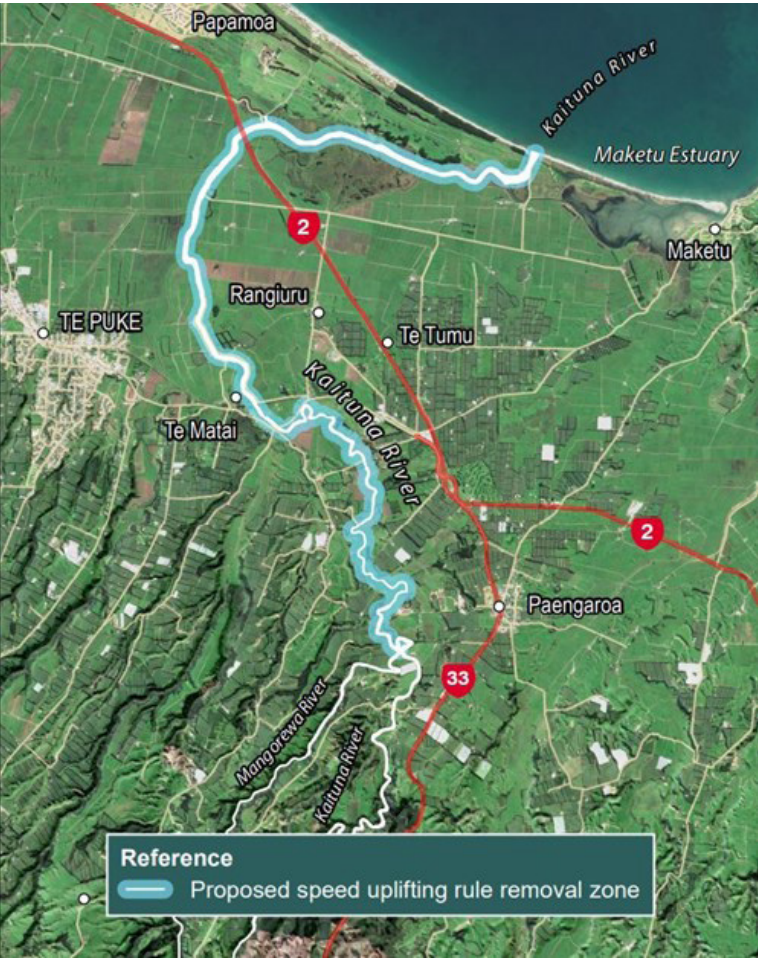 Papamoa
Kaituna River
Maketu Estuary
2
Maketu
Rangiuru
TE PUKE
Te Tumu
Kaituna River
Te Matai
2
Paengaroa
33
Mangorewa River
Kaituna River
Reference
Proposed speed uplifting rule removal zone